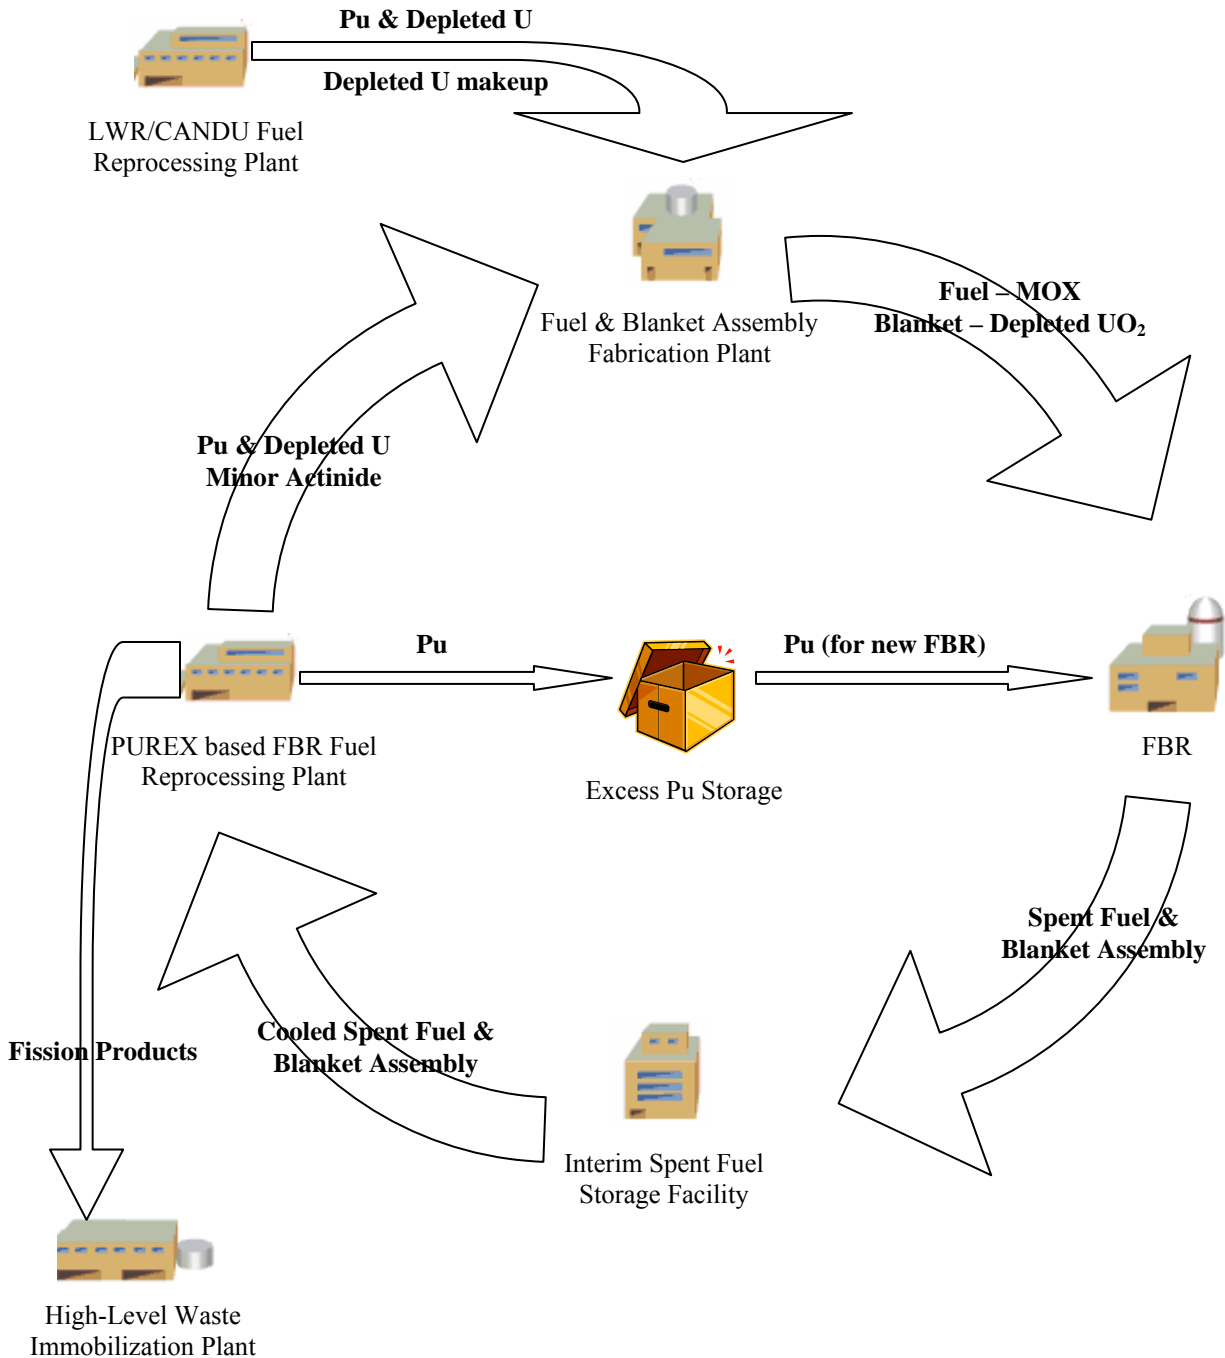 Pu & Depleted U
Depleted U makeup
LWR/CANDU Fuel
Reprocessing Plant
Fuel & Blanket Assembly
Fabrication Plant
Fuel – MOX
Blanket – Depleted UO₂
Pu & Depleted U
Minor Actinide
Pu
Pu (for new FBR)
PUREX based FBR Fuel
Reprocessing Plant
Excess Pu Storage
FBR
Spent Fuel &
Blanket Assembly
Cooled Spent Fuel &
Blanket Assembly
Fission Products
Interim Spent Fuel
Storage Facility
High-Level Waste
Immobilization Plant